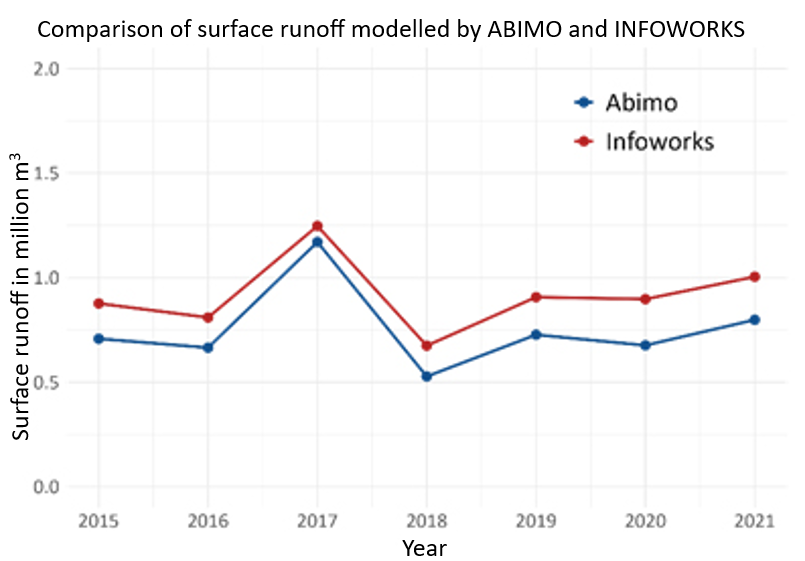 Comparison of surface runoff modelled by ABIMO and INFOWORKS
Surface runoff in million m³
2.0
1.5
1.0
0.5
0.0
Abimo
Infoworks
2015 2016 2017 2018 2019 2020 2021
Year